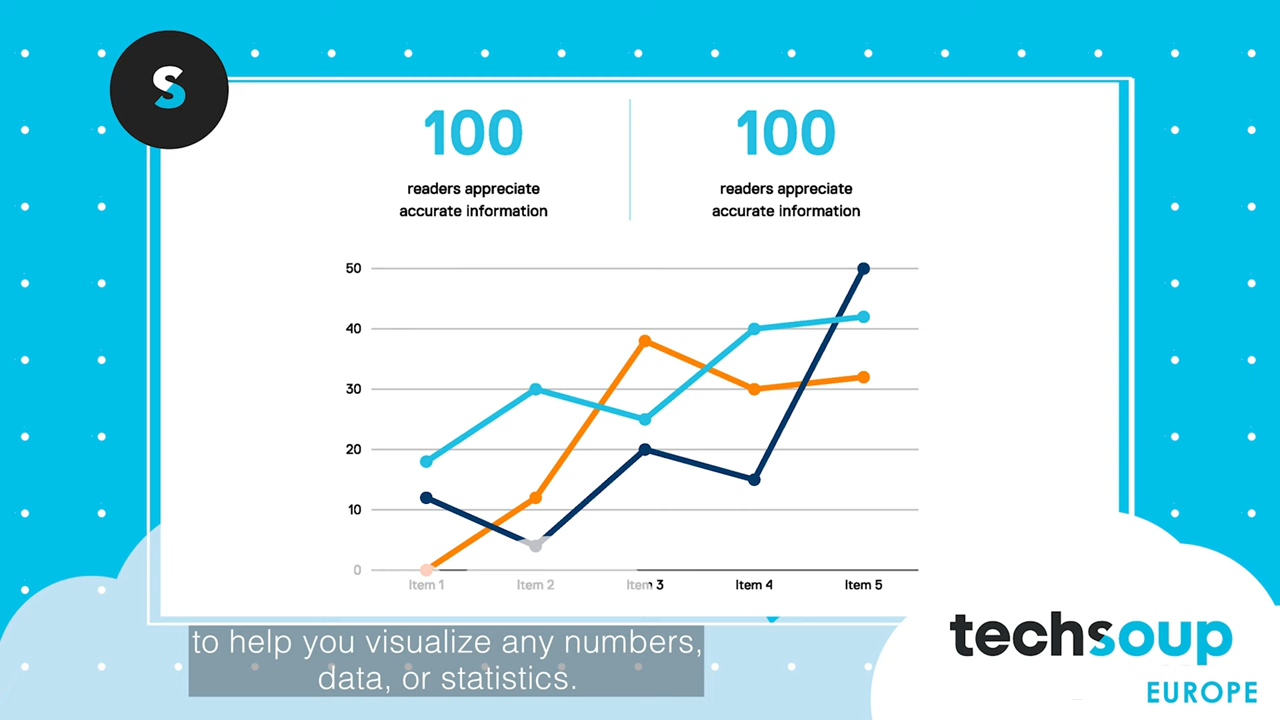 S
100
readers appreciate
accurate information
100
readers appreciate
accurate information
50
40
30
20
10
0
Item 1 Item 2 Item 3 Item 4 Item 5
to help you visualize any numbers,
data, or statistics.
techsoup
EUROPE